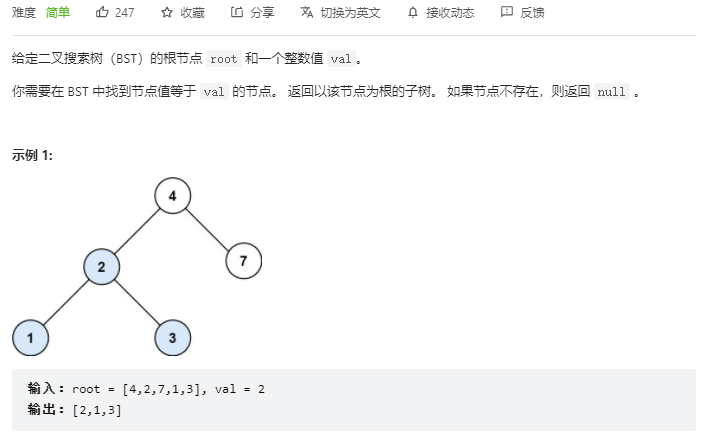 难度 简单 247 收藏 分享 切换为英文 接收动态 反馈
给定二叉搜索树（BST）的根节点 root 和一个整数值 val。
你需要在 BST 中找到节点值等于 val 的节点。 返回以该节点为根的子树。 如果节点不存在，则返回 null 。
示例 1:
4
2
7
1
3
输入：root = [4,2,7,1,3], val = 2
输出：[2,1,3]